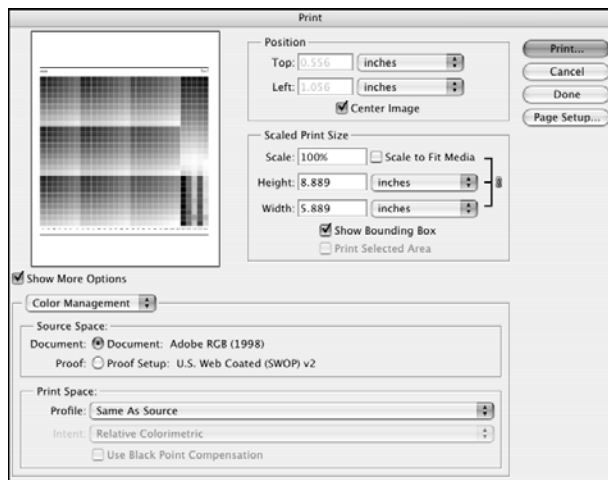 Print
Position
Top: 0.556 inches
Left: 1.056 inches
Center Image
Scaled Print Size
Scale: 100% Scale to Fit Media
Height: 8.889 inches
Width: 5.889 inches
Show Bounding Box
Print Selected Area
Print...
Cancel
Done
Page Setup...
Show More Options
Color Management
Source Space:
Document: Document: Adobe RGB (1998)
Proof: Proof Setup: U.S. Web Coated (SWOP) v2
Print Space:
Profile: Same As Source
Intent: Relative Colorimetric
Use Black Point Compensation